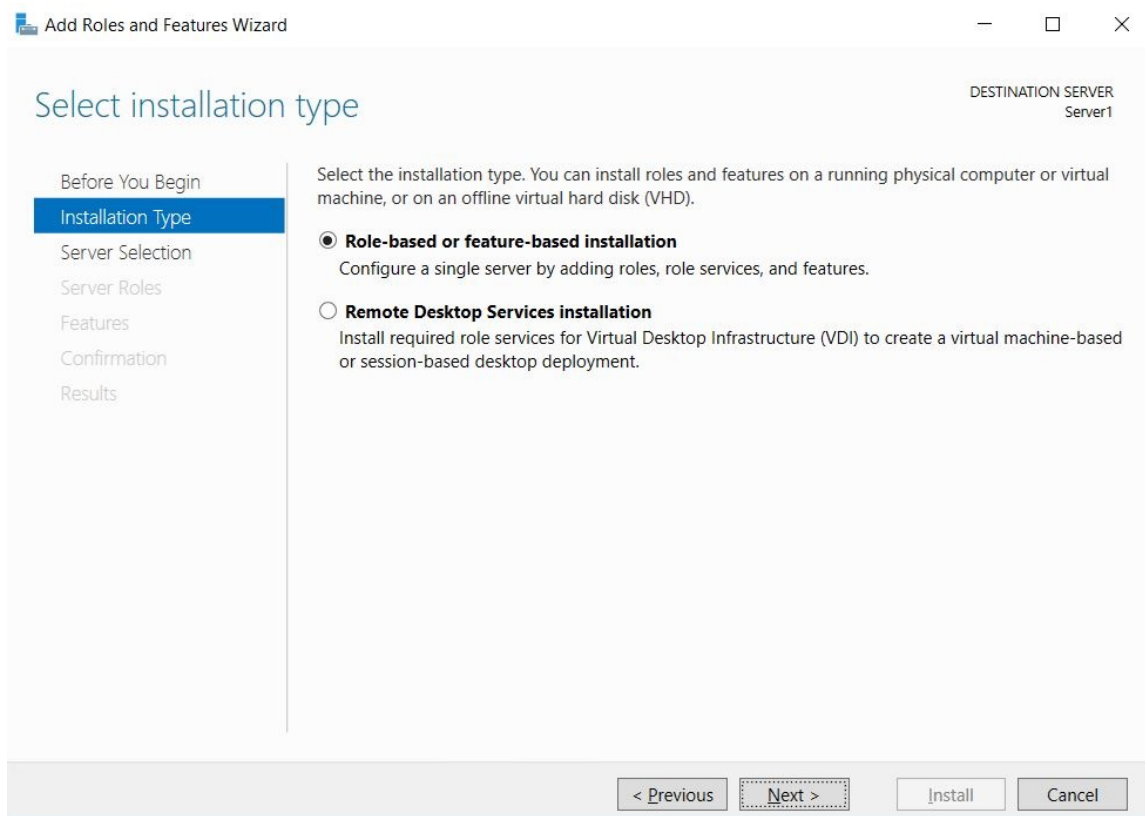 Add Roles and Features Wizard
Select installation type
DESTINATION SERVER
Server1
Before You Begin
Installation Type
Server Selection
Server Roles
Features
Confirmation
Results
Select the installation type. You can install roles and features on a running physical computer or virtual
machine, or on an offline virtual hard disk (VHD).
Role-based or feature-based installation
Configure a single server by adding roles, role services, and features.
Remote Desktop Services installation
Install required role services for Virtual Desktop Infrastructure (VDI) to create a virtual machine-based
or session-based desktop deployment.
< Previous Next > Install Cancel